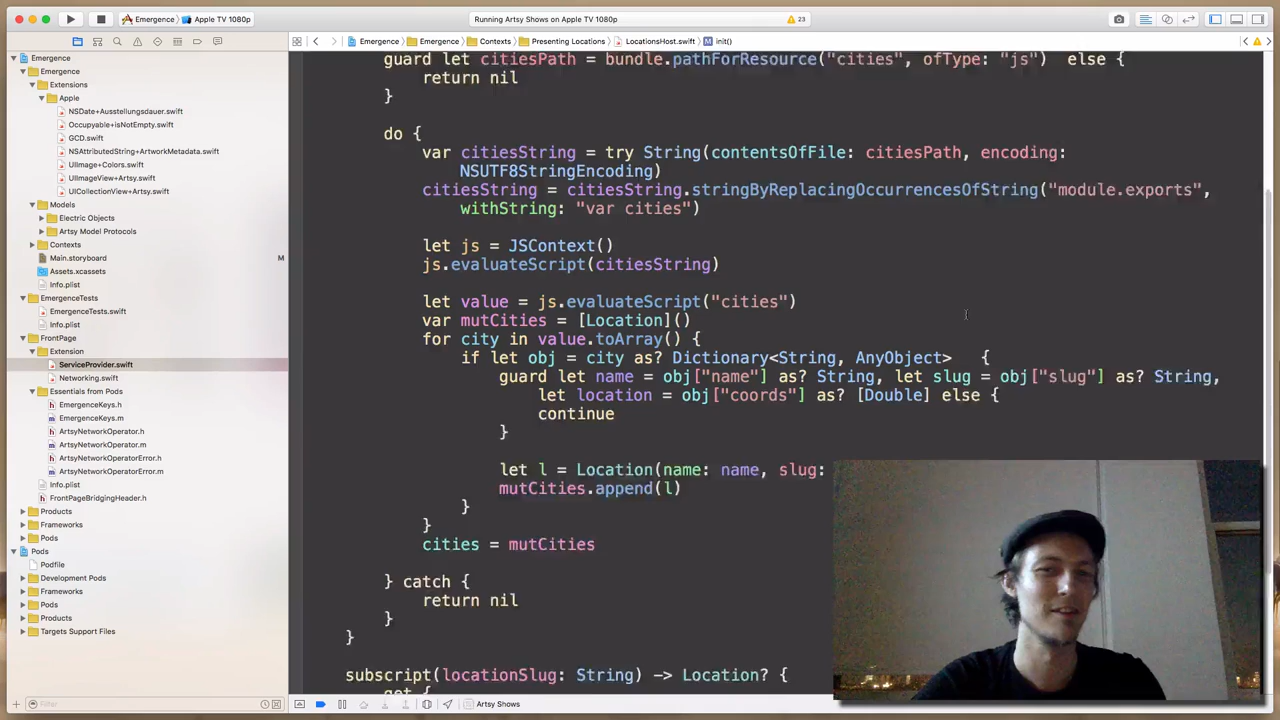 Emergence
Apple TV 1080p
Running Artsy Shows on Apple TV 1080p
23
Emergence
Emergence
Contexts
Presenting Locations
LocationsHost.swift
M init()
Emergence
Emergence
Extensions
Apple
NSDate+Ausstellungsdauer.swift
Occupyable+isNotEmpty.swift
GCD.swift
NSAttributedString+ArtworkMetadata.swift
UIImage+Colors.swift
UIImageView+Artsy.swift
UICollectionView+Artsy.swift
Models
Electric Objects
Artsy Model Protocols
Contexts
Main.storyboard M
Assets.xcassets
Info.plist
EmergenceTests
EmergenceTests.swift
Info.plist
FrontPage
Extension
ServiceProvider.swift
Networking.swift
Essentials from Pods
EmergenceKeys.h
EmergenceKeys.m
ArtsyNetworkOperator.h
ArtsyNetworkOperator.m
ArtsyNetworkOperatorError.h
ArtsyNetworkOperatorError.m
Info.plist
FrontPageBridgingHeader.h
Products
Frameworks
Pods
Pods
Podfile
Development Pods
Frameworks
Pods
Products
Targets Support Files
Filter
guard let citiesPath = bundle.pathForResource("cities", ofType: "js") else {
return nil
}
do {
var citiesString = try String(contentsOfFile: citiesPath, encoding:
NSUTF8StringEncoding)
citiesString = citiesString.stringByReplacingOccurrencesOfString("module.exports",
withString: "var cities")
let js = JSContext()
js.evaluateScript(citiesString)
let value = js.evaluateScript("cities")
var mutCities = [Location]()
for city in value.toArray() {
if let obj = city as? Dictionary<String, AnyObject> {
guard let name = obj["name"] as? String, let slug = obj["slug"] as? String,
let location = obj["coords"] as? [Double] else {
continue
}
let l = Location(name: name, slug:
mutCities.append(l)
}
}
cities = mutCities
} catch {
return nil
}
}
subscript(locationSlug: String) -> Location? {
get {
Artsy Shows